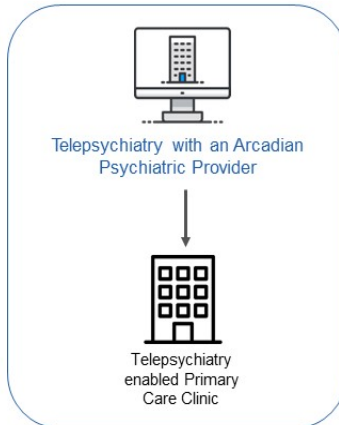 Telepsychiatry with an Arcadian
Psychiatric Provider
Telepsychiatry
enabled Primary
Care Clinic